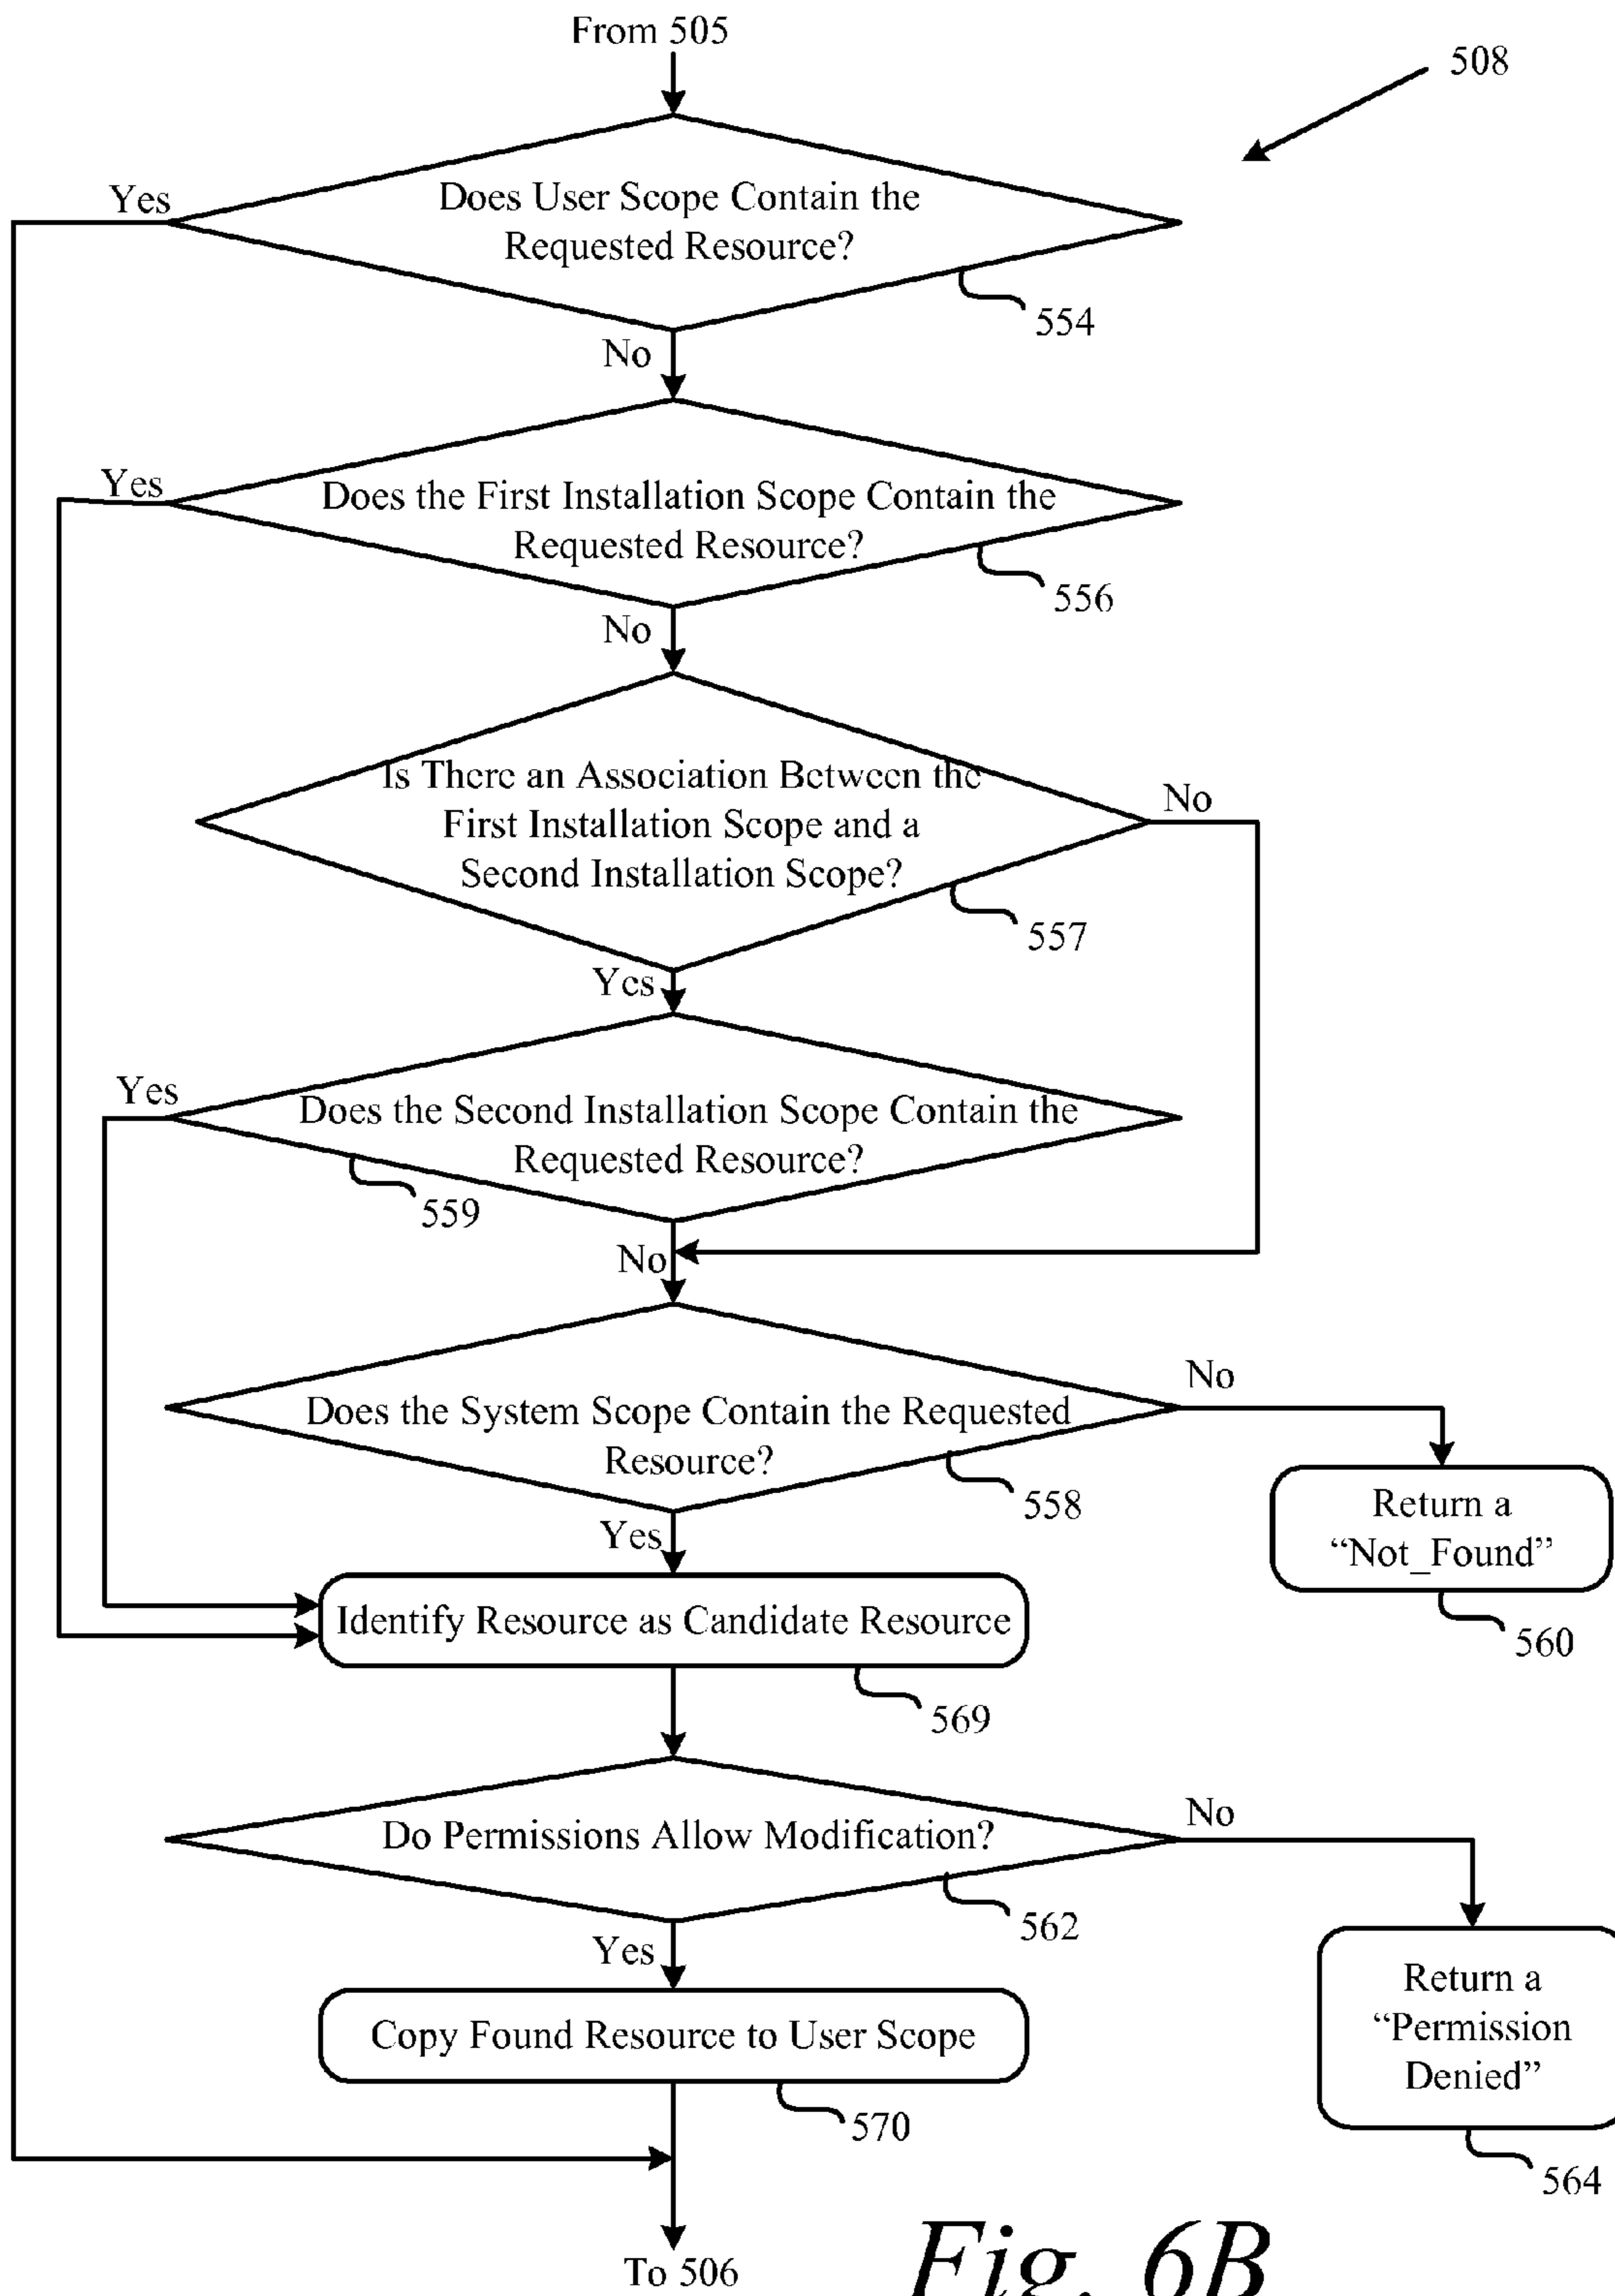 From 505
508
Does User Scope Contain the
Requested Resource?
Yes
554
No
Does the First Installation Scope Contain the
Requested Resource?
Yes
556
No
Is There an Association Between the
First Installation Scope and a
Second Installation Scope?
No
557
Yes
Does the Second Installation Scope Contain the
Requested Resource?
Yes
559
No
Does the System Scope Contain the Requested
Resource?
No
558
Return a
“Not_Found”
560
Yes
Identify Resource as Candidate Resource
569
Do Permissions Allow Modification?
No
562
Yes
Return a
“Permission
Denied”
564
Copy Found Resource to User Scope
570
To 506
Fig. 6B